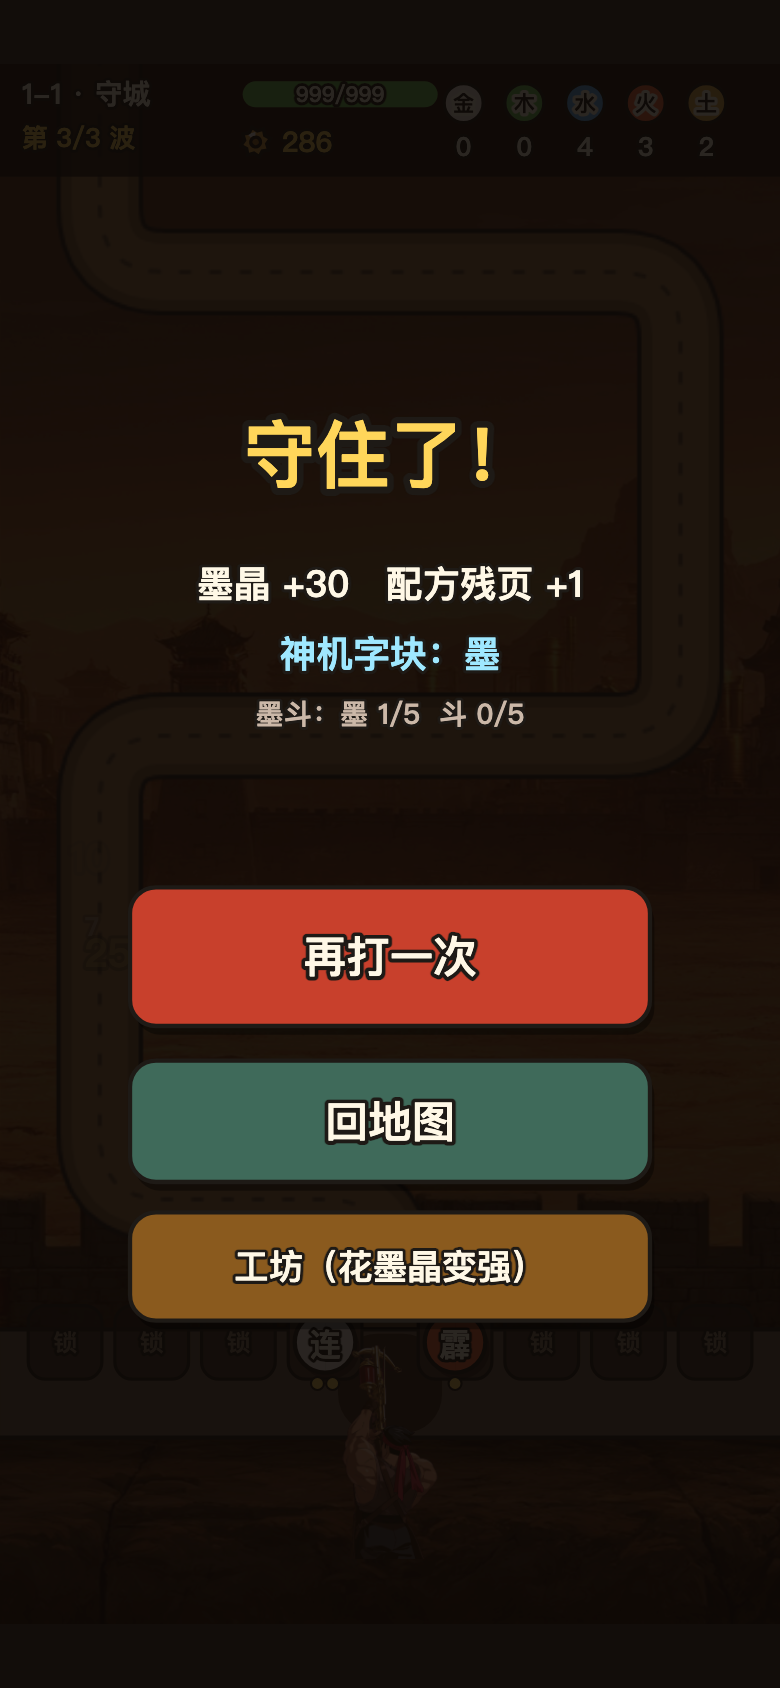 1–1 · 守城
999/999
金 木 水 火 土
第 3/3 波
286
0 0 4 3 2
守住了！
墨晶 +30 配方残页 +1
神机字块：墨
墨斗：墨 1/5 斗 0/5
7
25
再打一次
回地图
工坊（花墨晶变强）
锁 锁 锁 连 霹 锁 锁 锁